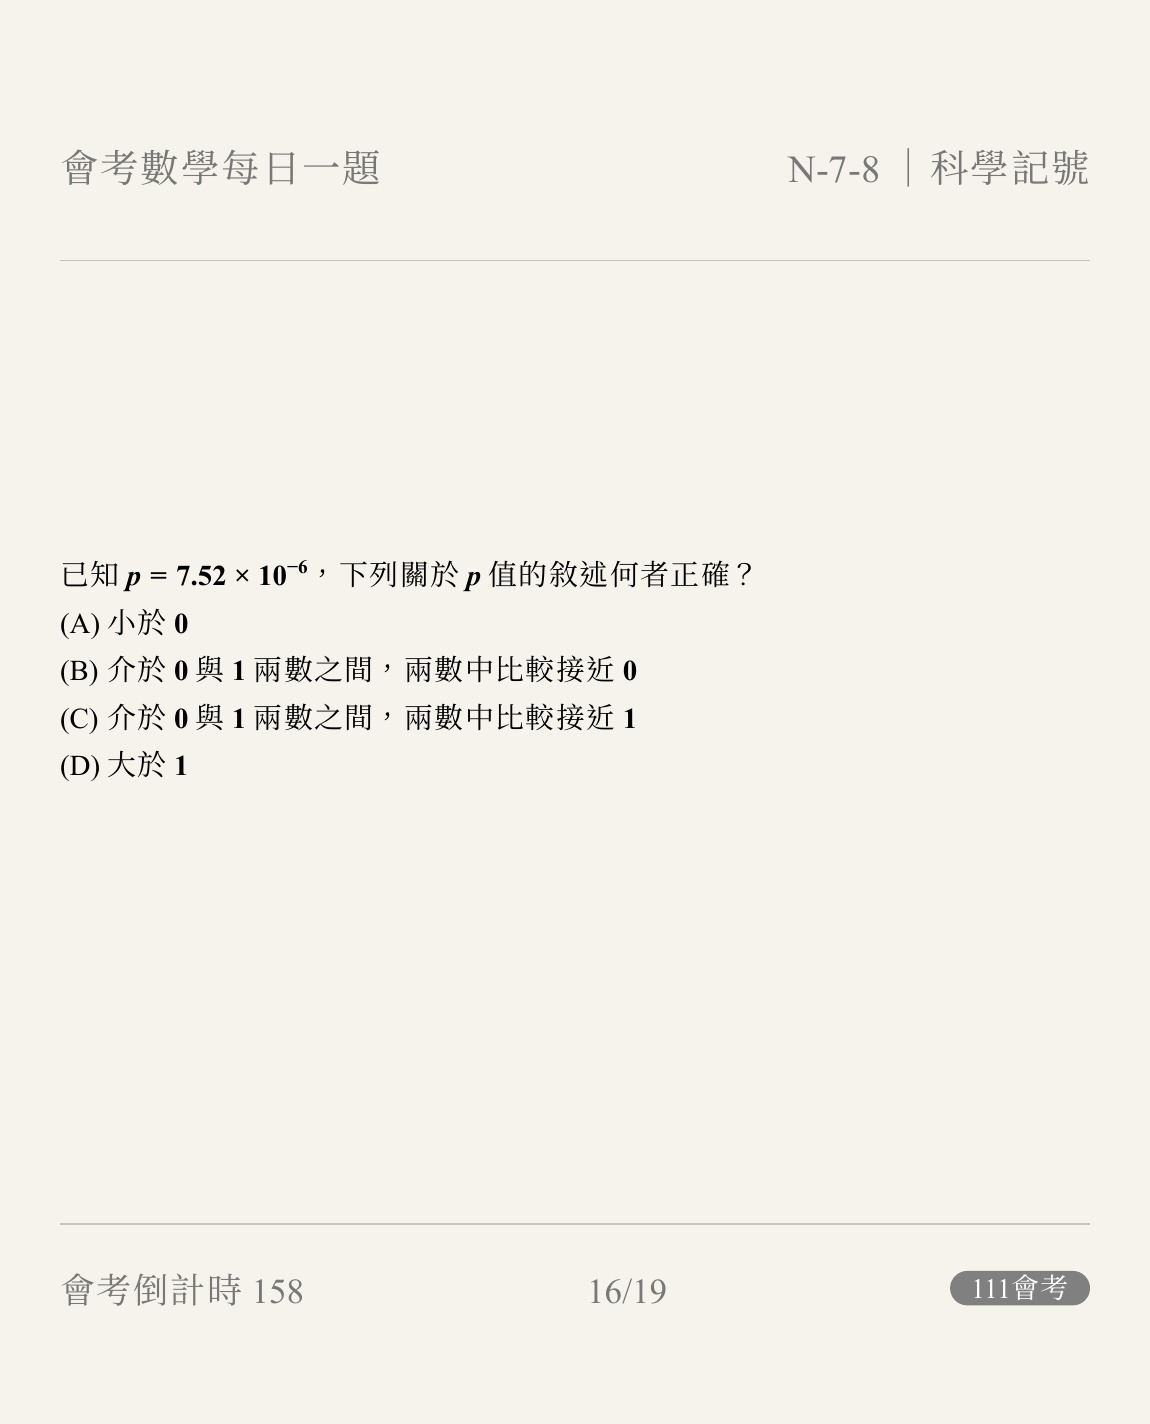 會考數學每日一題
N-7-8｜科學記號
已知 p = 7.52 × 10⁻⁶，下列關於 p 值的敘述何者正確？
(A) 小於 0
(B) 介於 0 與 1 兩數之間，兩數中比較接近 0
(C) 介於 0 與 1 兩數之間，兩數中比較接近 1
(D) 大於 1
會考倒計時 158
16/19
111會考